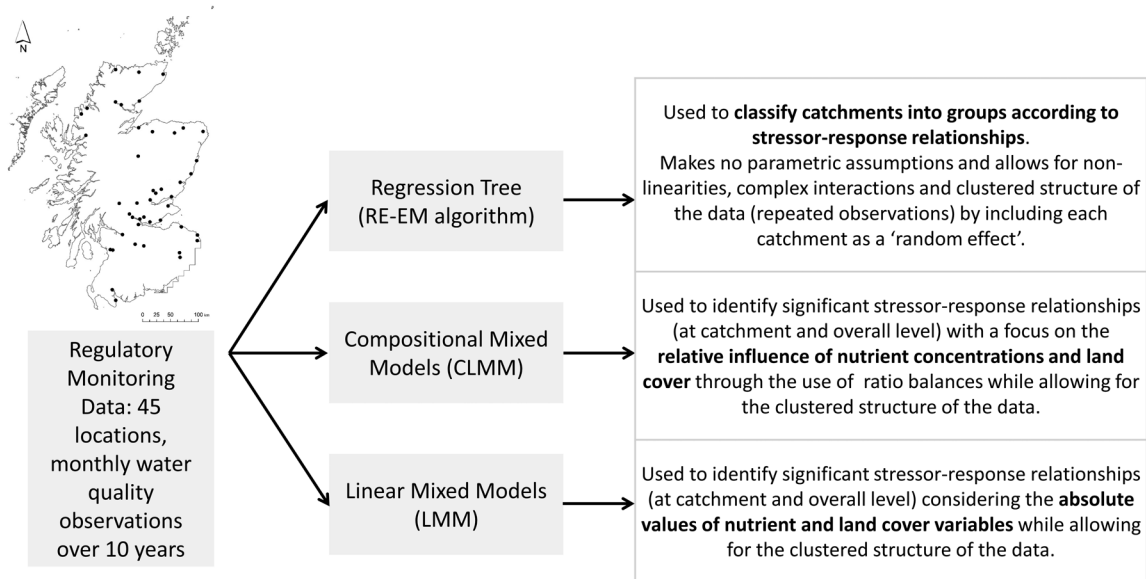 N
0 25 50 100 km
Regulatory
Monitoring
Data: 45
locations,
monthly water
quality
observations
over 10 years
Regression Tree
(RE-EM algorithm)
Compositional Mixed
Models (CLMM)
Linear Mixed Models
(LMM)
Used to classify catchments into groups according to
stressor-response relationships.
Makes no parametric assumptions and allows for non-
linearities, complex interactions and clustered structure of
the data (repeated observations) by including each
catchment as a ‘random effect’.
Used to identify significant stressor-response relationships
(at catchment and overall level) with a focus on the
relative influence of nutrient concentrations and land
cover through the use of ratio balances while allowing for
the clustered structure of the data.
Used to identify significant stressor-response relationships
(at catchment and overall level) considering the absolute
values of nutrient and land cover variables while allowing
for the clustered structure of the data.